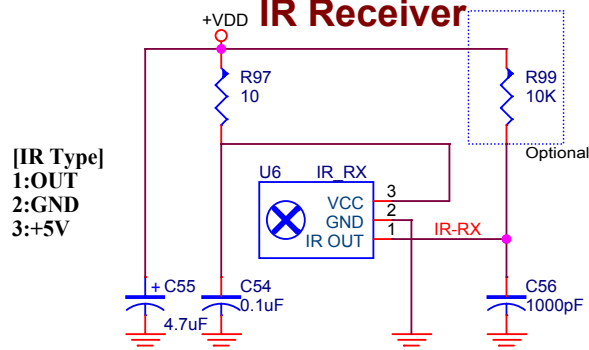 IR Receiver
+VDD
R97
10
R99
10K
Optional
[IR Type]
1:OUT
2:GND
3:+5V
U6
IR_RX
VCC
3
GND
2
IR OUT
1
IR-RX
+
C55
4.7uF
C54
0.1uF
C56
1000pF